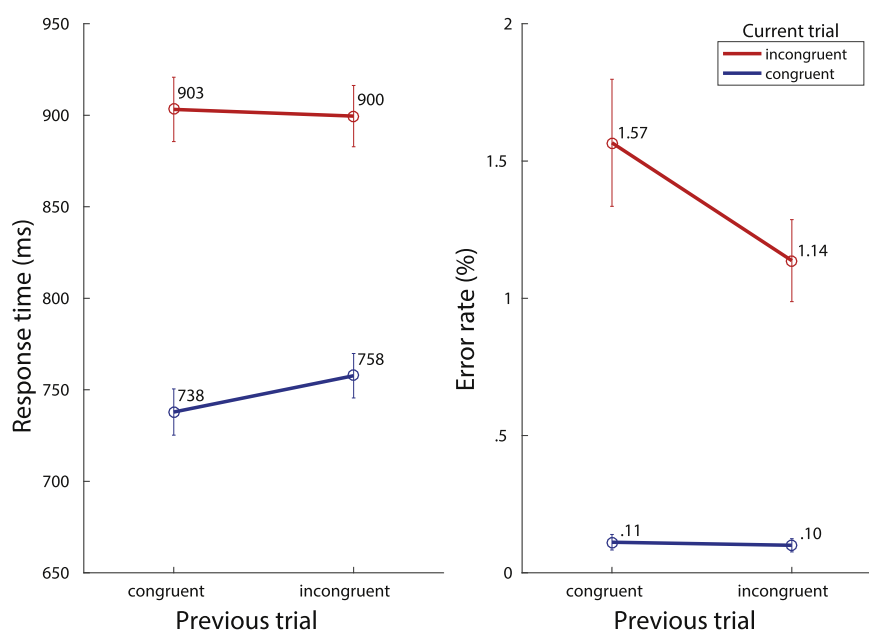 950
900
850
800
750
700
650
Response time (ms)
903
900
738
758
congruent
incongruent
Previous trial
2
1.5
1
.5
0
Error rate (%)
Current trial
incongruent
congruent
1.57
1.14
.11
.10
congruent
incongruent
Previous trial